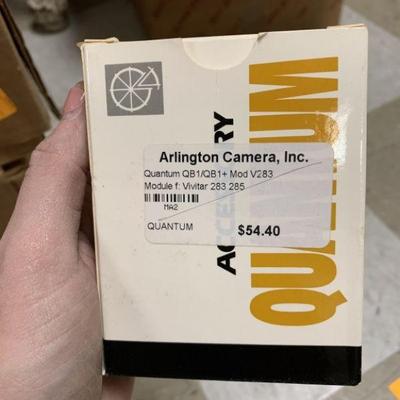 Arlington Camera, Inc.
Quantum QB1/QB1+ Mod V283
Module f: Vivitar 283 285
MA2
QUANTUM
$54.40
ACCESSORY
QUANTUM